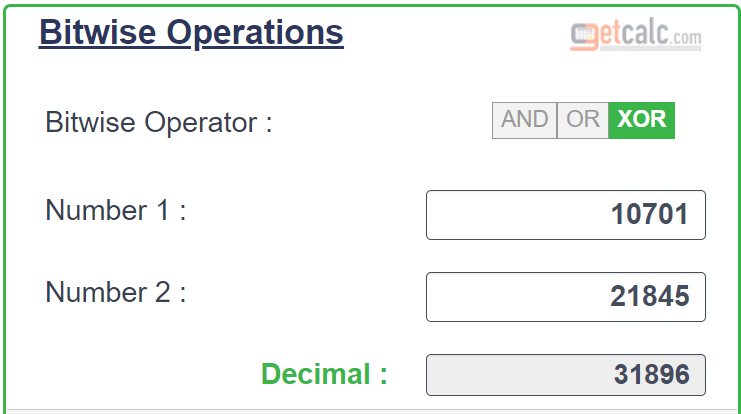 Bitwise Operations
getcalc.com
Bitwise Operator :
AND OR XOR
Number 1 :
10701
Number 2 :
21845
Decimal :
31896